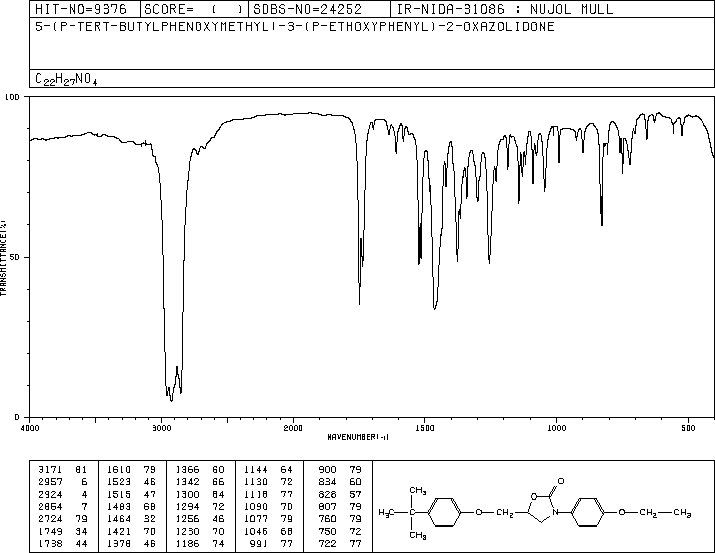 HIT-NO=9376 SCORE= ( ) SDBS-NO=24252 IR-NIDA-31086 : NUJOL MULL
5-(P-TERT-BUTYLPHENOXYMETHYL)-3-(P-ETHOXYPHENYL)-2-OXAZOLIDONE
C22H27NO4
100
50
0
TRANSMITTANCE(%)
4000 3000 2000 1500 1000 500
WAVENUMBER(-1)
3171 81 1610 79 1366 60 1144 64 900 79
2957 6 1523 46 1342 66 1130 72 834 60
2924 4 1515 47 1300 84 1118 77 828 57
2854 7 1483 68 1294 72 1090 70 807 79
2724 79 1464 32 1256 46 1077 79 760 79
1749 34 1421 70 1230 70 1046 68 750 72
1738 44 1378 46 1186 74 991 77 722 77
CH3
H3C
CH3
O
CH2
O
O
N
O
CH2
CH3